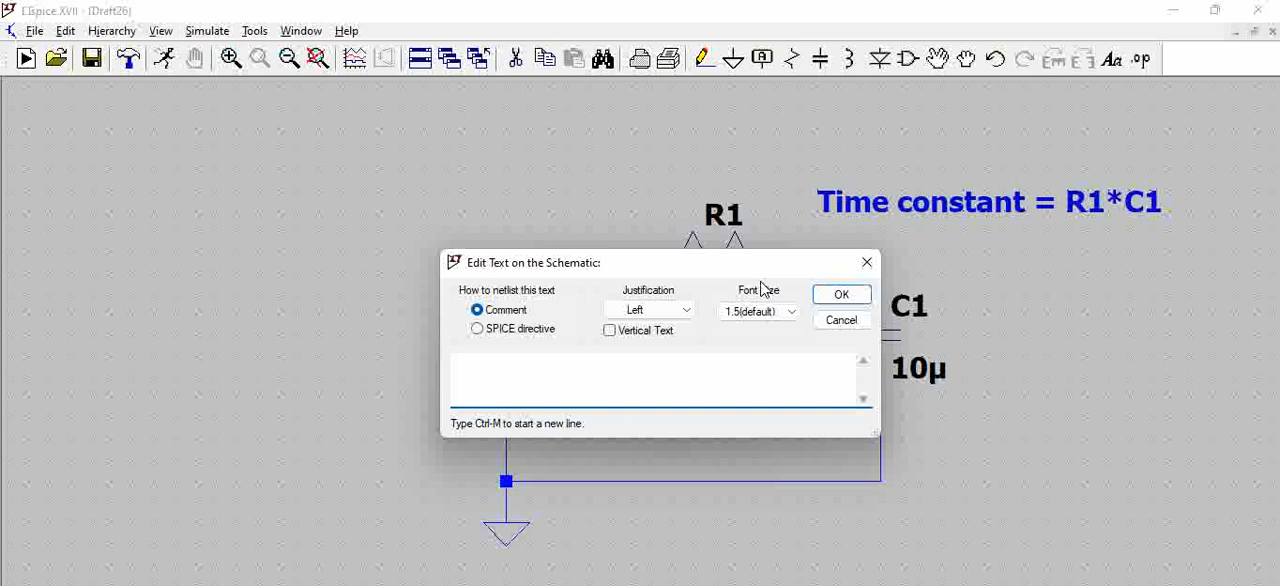 LTspice XVII - [Draft26]
File Edit Hierarchy View Simulate Tools Window Help
Aa .op
Time constant = R1*C1
R1
Edit Text on the Schematic:
How to netlist this text Justification
Comment Left 1.5(default) OK
SPICE directive Vertical Text Cancel
C1
10µ
Type Ctrl-M to start a new line.